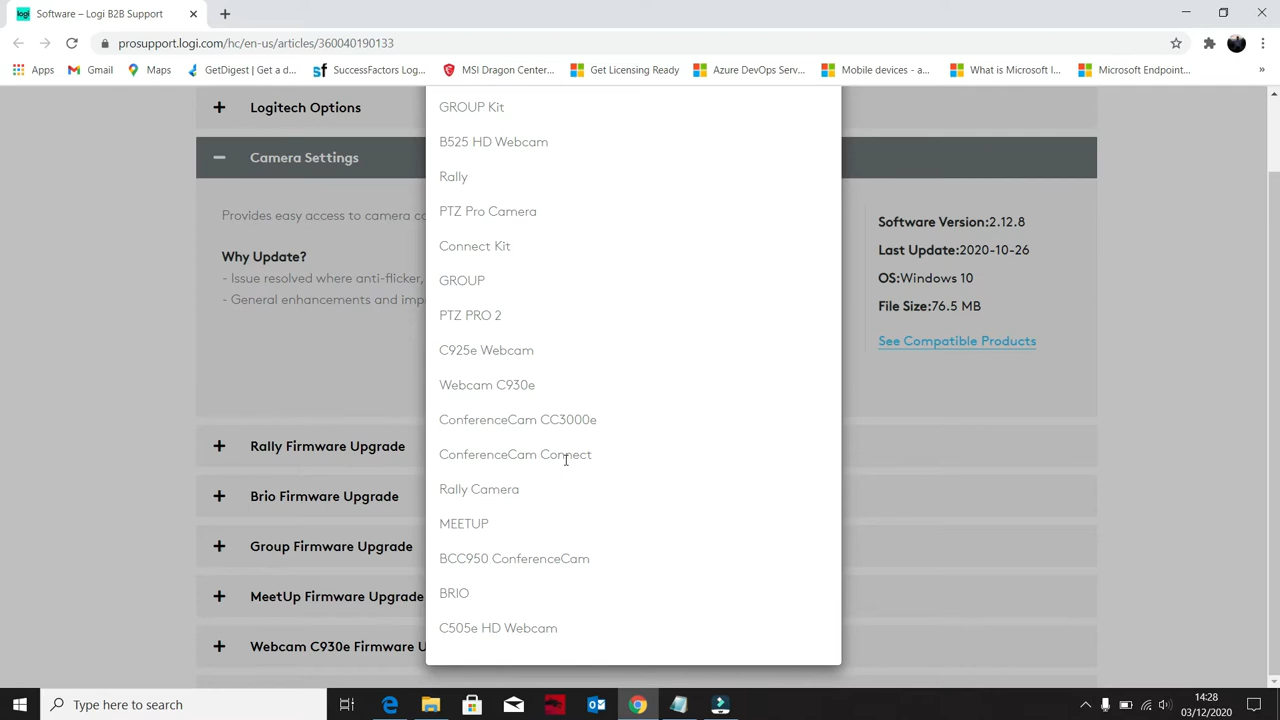 Software – Logi B2B Support
prosupport.logi.com/hc/en-us/articles/360040190133
Apps
Gmail
Maps
GetDigest | Get a d...
SuccessFactors Log...
MSI Dragon Center...
Get Licensing Ready
Azure DevOps Serv...
Mobile devices - a...
What is Microsoft I...
Microsoft Endpoint...
»
Logitech Options
Camera Settings
Provides easy access to camera co
Why Update?
- Issue resolved where anti-flicker,
- General enhancements and imp
Software Version:2.12.8
Last Update:2020-10-26
OS:Windows 10
File Size:76.5 MB
See Compatible Products
Rally Firmware Upgrade
Brio Firmware Upgrade
Group Firmware Upgrade
MeetUp Firmware Upgrade
Webcam C930e Firmware U
GROUP Kit
B525 HD Webcam
Rally
PTZ Pro Camera
Connect Kit
GROUP
PTZ PRO 2
C925e Webcam
Webcam C930e
ConferenceCam CC3000e
ConferenceCam Connect
Rally Camera
MEETUP
BCC950 ConferenceCam
BRIO
C505e HD Webcam
Type here to search
14:28
03/12/2020